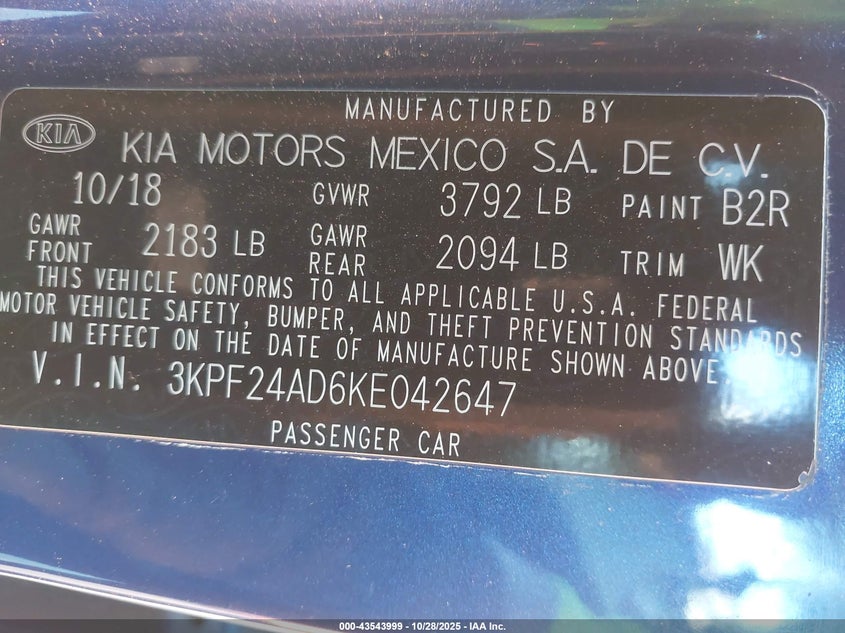 MANUFACTURED BY
KIA KIA MOTORS MEXICO S.A. DE C.V.
10/18 GVWR 3792 LB PAINT B2R
GAWR FRONT 2183 LB GAWR REAR 2094 LB TRIM WK
THIS VEHICLE CONFORMS TO ALL APPLICABLE U.S.A. FEDERAL
MOTOR VEHICLE SAFETY, BUMPER, AND THEFT PREVENTION STANDARDS
IN EFFECT ON THE DATE OF MANUFACTURE SHOWN ABOVE.
V.I.N. 3KPF24AD6KE042647
PASSENGER CAR
000-43543999 - 10/28/2025 - IAA Inc.